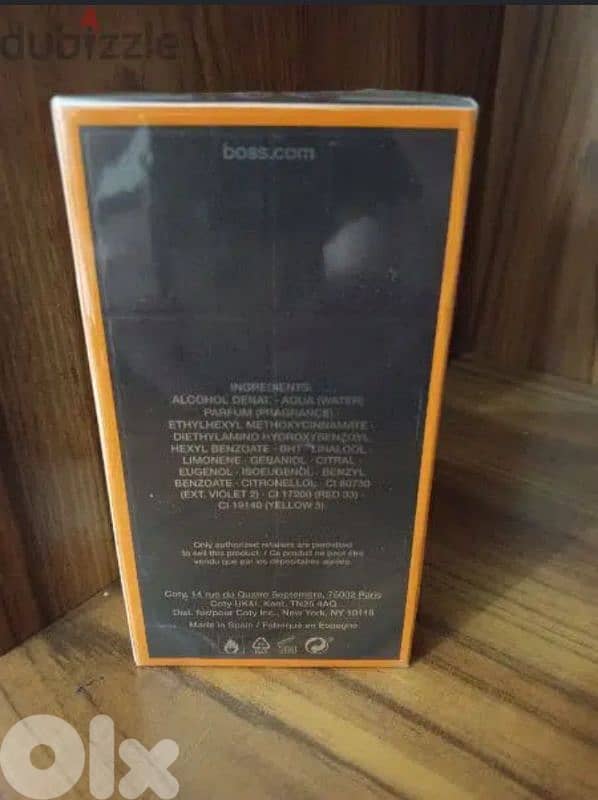 dubizzle
boss.com
INGREDIENTS:
ALCOHOL DENAT. · AQUA (WATER)
PARFUM (FRAGRANCE) ·
ETHYLHEXYL METHOXYCINNAMATE ·
DIETHYLAMINO HYDROXYBENZOYL
HEXYL BENZOATE · BHT · LINALOOL ·
LIMONENE · GERANIOL · CITRAL ·
EUGENOL · ISOEUGENOL · BENZYL
BENZOATE · CITRONELLOL · CI 60730
(EXT. VIOLET 2) · CI 17200 (RED 33) ·
CI 19140 (YELLOW 5).
Only authorized retailers are permitted
to sell this product. / Ce produit ne peut être
vendu que par les dépositaires agréés.
Coty, 14 rue du Quatre Septembre, 75002 Paris
Coty UK&I, Kent, TN25 4AQ
Dist. for/pour Coty Inc., New York, NY 10118
Made in Spain / Fabriqué en Espagne
OLX